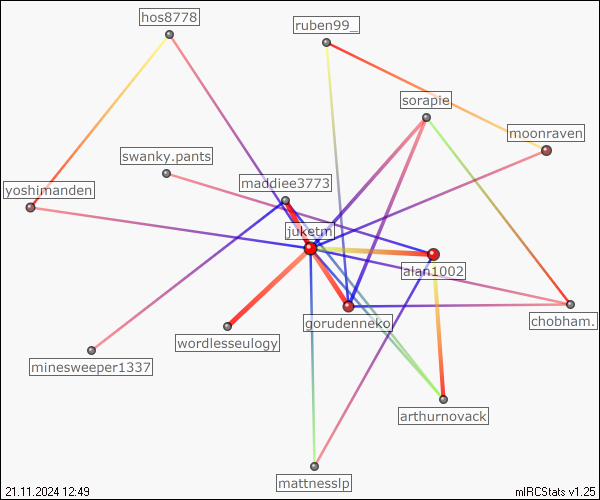 hos8778
ruben99_
sorapie
moonraven
swanky.pants
maddiee3773
yoshimanden
juketm
alan1002
gorudenneko
chobham.
wordlesseulogy
minesweeper1337
arthurnovack
mattnesslp
21.11.2024 12:49
mIRCStats v1.25